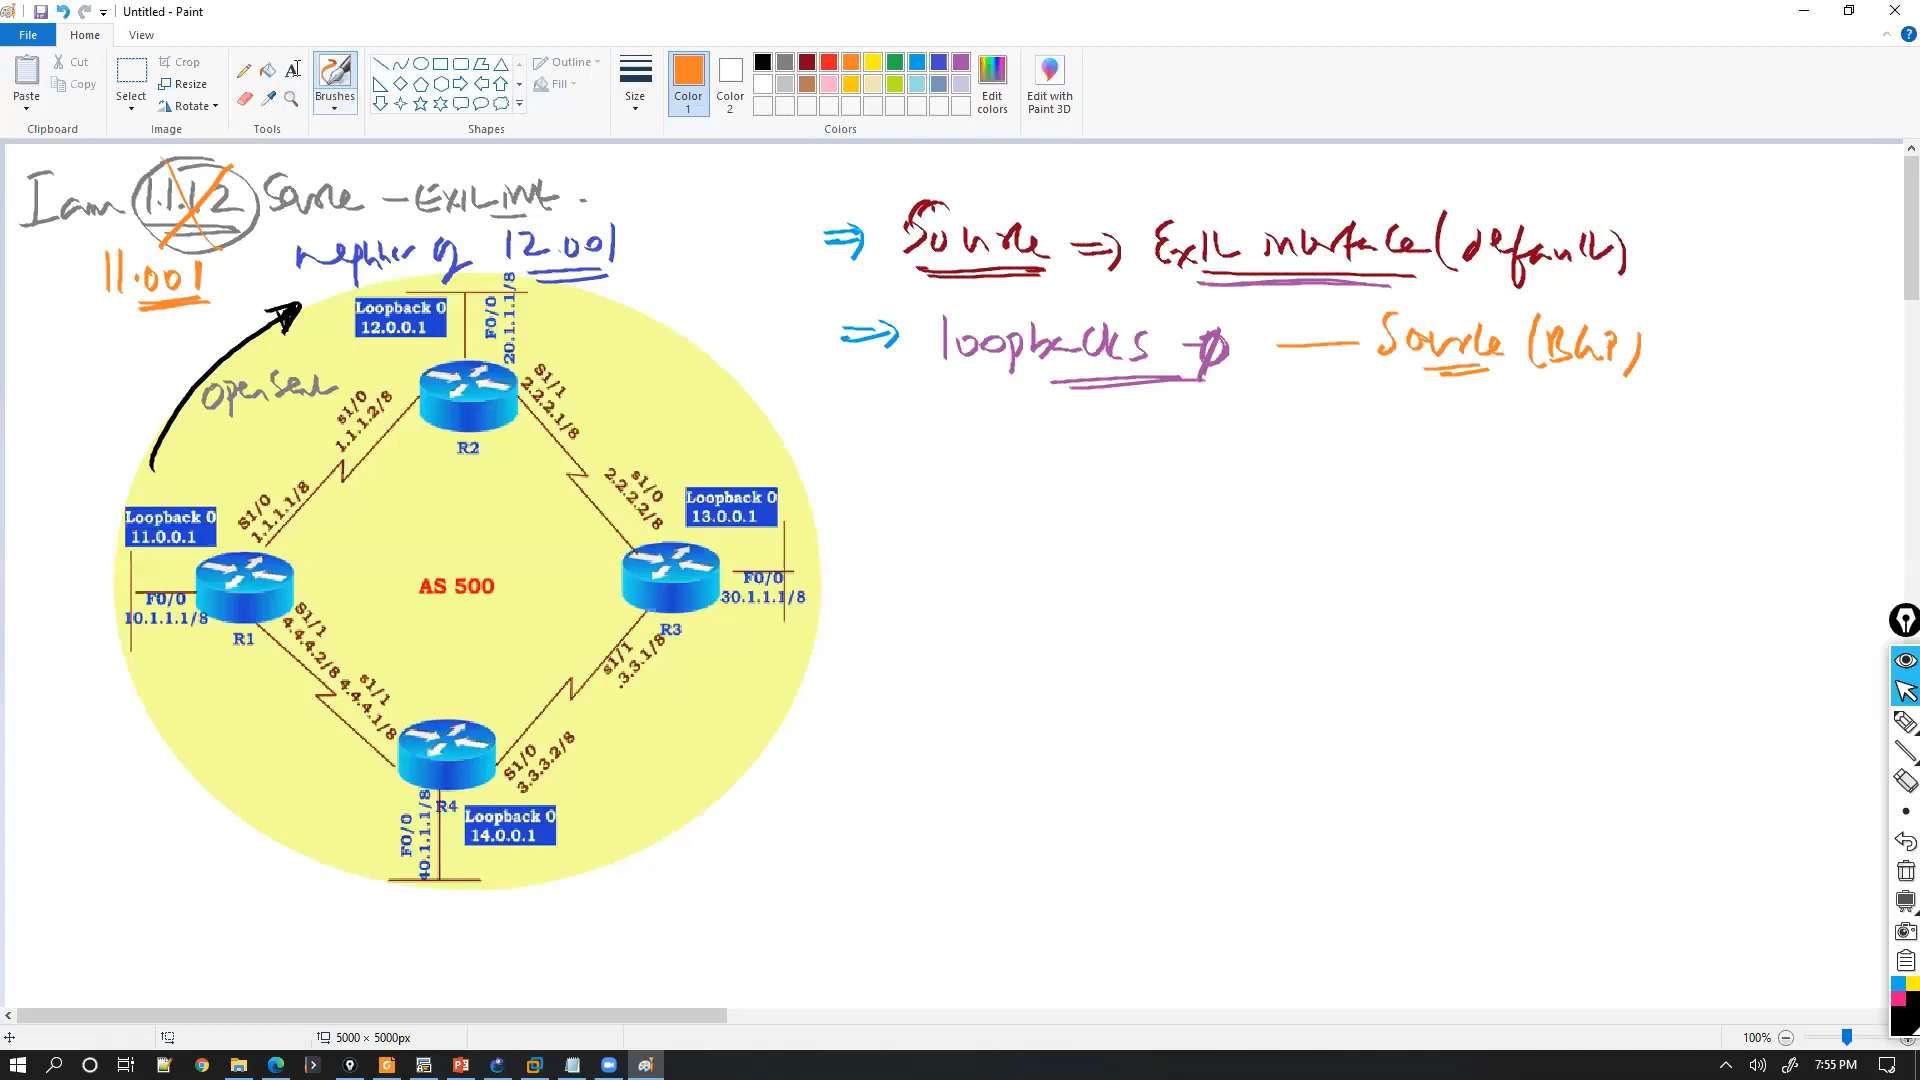 Untitled - Paint
File
Home
View
Paste
Cut
Copy
Clipboard
Select
Crop
Resize
Rotate
Image
Tools
Brushes
Shapes
Outline
Fill
Size
Color
1
Color
2
Edit
colors
Edit with
Paint 3D
Colors
I am 1.1.1.2 Source - Exit int.
11.001
neighbor of 12.001
⇒ Source ⇒ Exit interface (default)
⇒ loopbacks 0 — Source (BGP)
Open Sent
Loopback 0
12.0.0.1
F0/0
20.1.1.1/8
R2
s1/0
1.1.1.2/8
S1/1
2.2.2.1/8
S1/0
1.1.1.1/8
s1/0
2.2.2.2/8
Loopback 0
13.0.0.1
Loopback 0
11.0.0.1
F0/0
10.1.1.1/8
R1
AS 500
F0/0
30.1.1.1/8
R3
S1/1
4.4.4.2/8
s1/1
4.4.4.1/8
s1/1
.3.3.1/8
S1/0
3.3.3.2/8
R4
F0/0
40.1.1.1/8
Loopback 0
14.0.0.1
5000 × 5000px
100%
7:55 PM